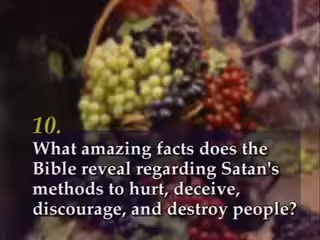 10.
What amazing facts does the
Bible reveal regarding Satan's
methods to hurt, deceive,
discourage, and destroy people?